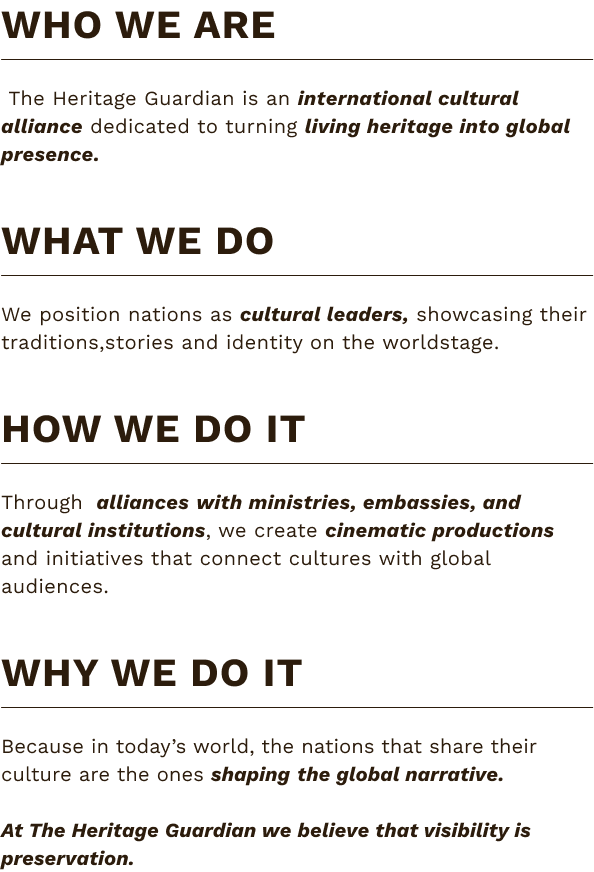 WHO WE ARE
The Heritage Guardian is an international cultural
alliance dedicated to turning living heritage into global
presence.
WHAT WE DO
We position nations as cultural leaders, showcasing their
traditions,stories and identity on the worldstage.
HOW WE DO IT
Through alliances with ministries, embassies, and
cultural institutions, we create cinematic productions
and initiatives that connect cultures with global
audiences.
WHY WE DO IT
Because in today’s world, the nations that share their
culture are the ones shaping the global narrative.
At The Heritage Guardian we believe that visibility is
preservation.